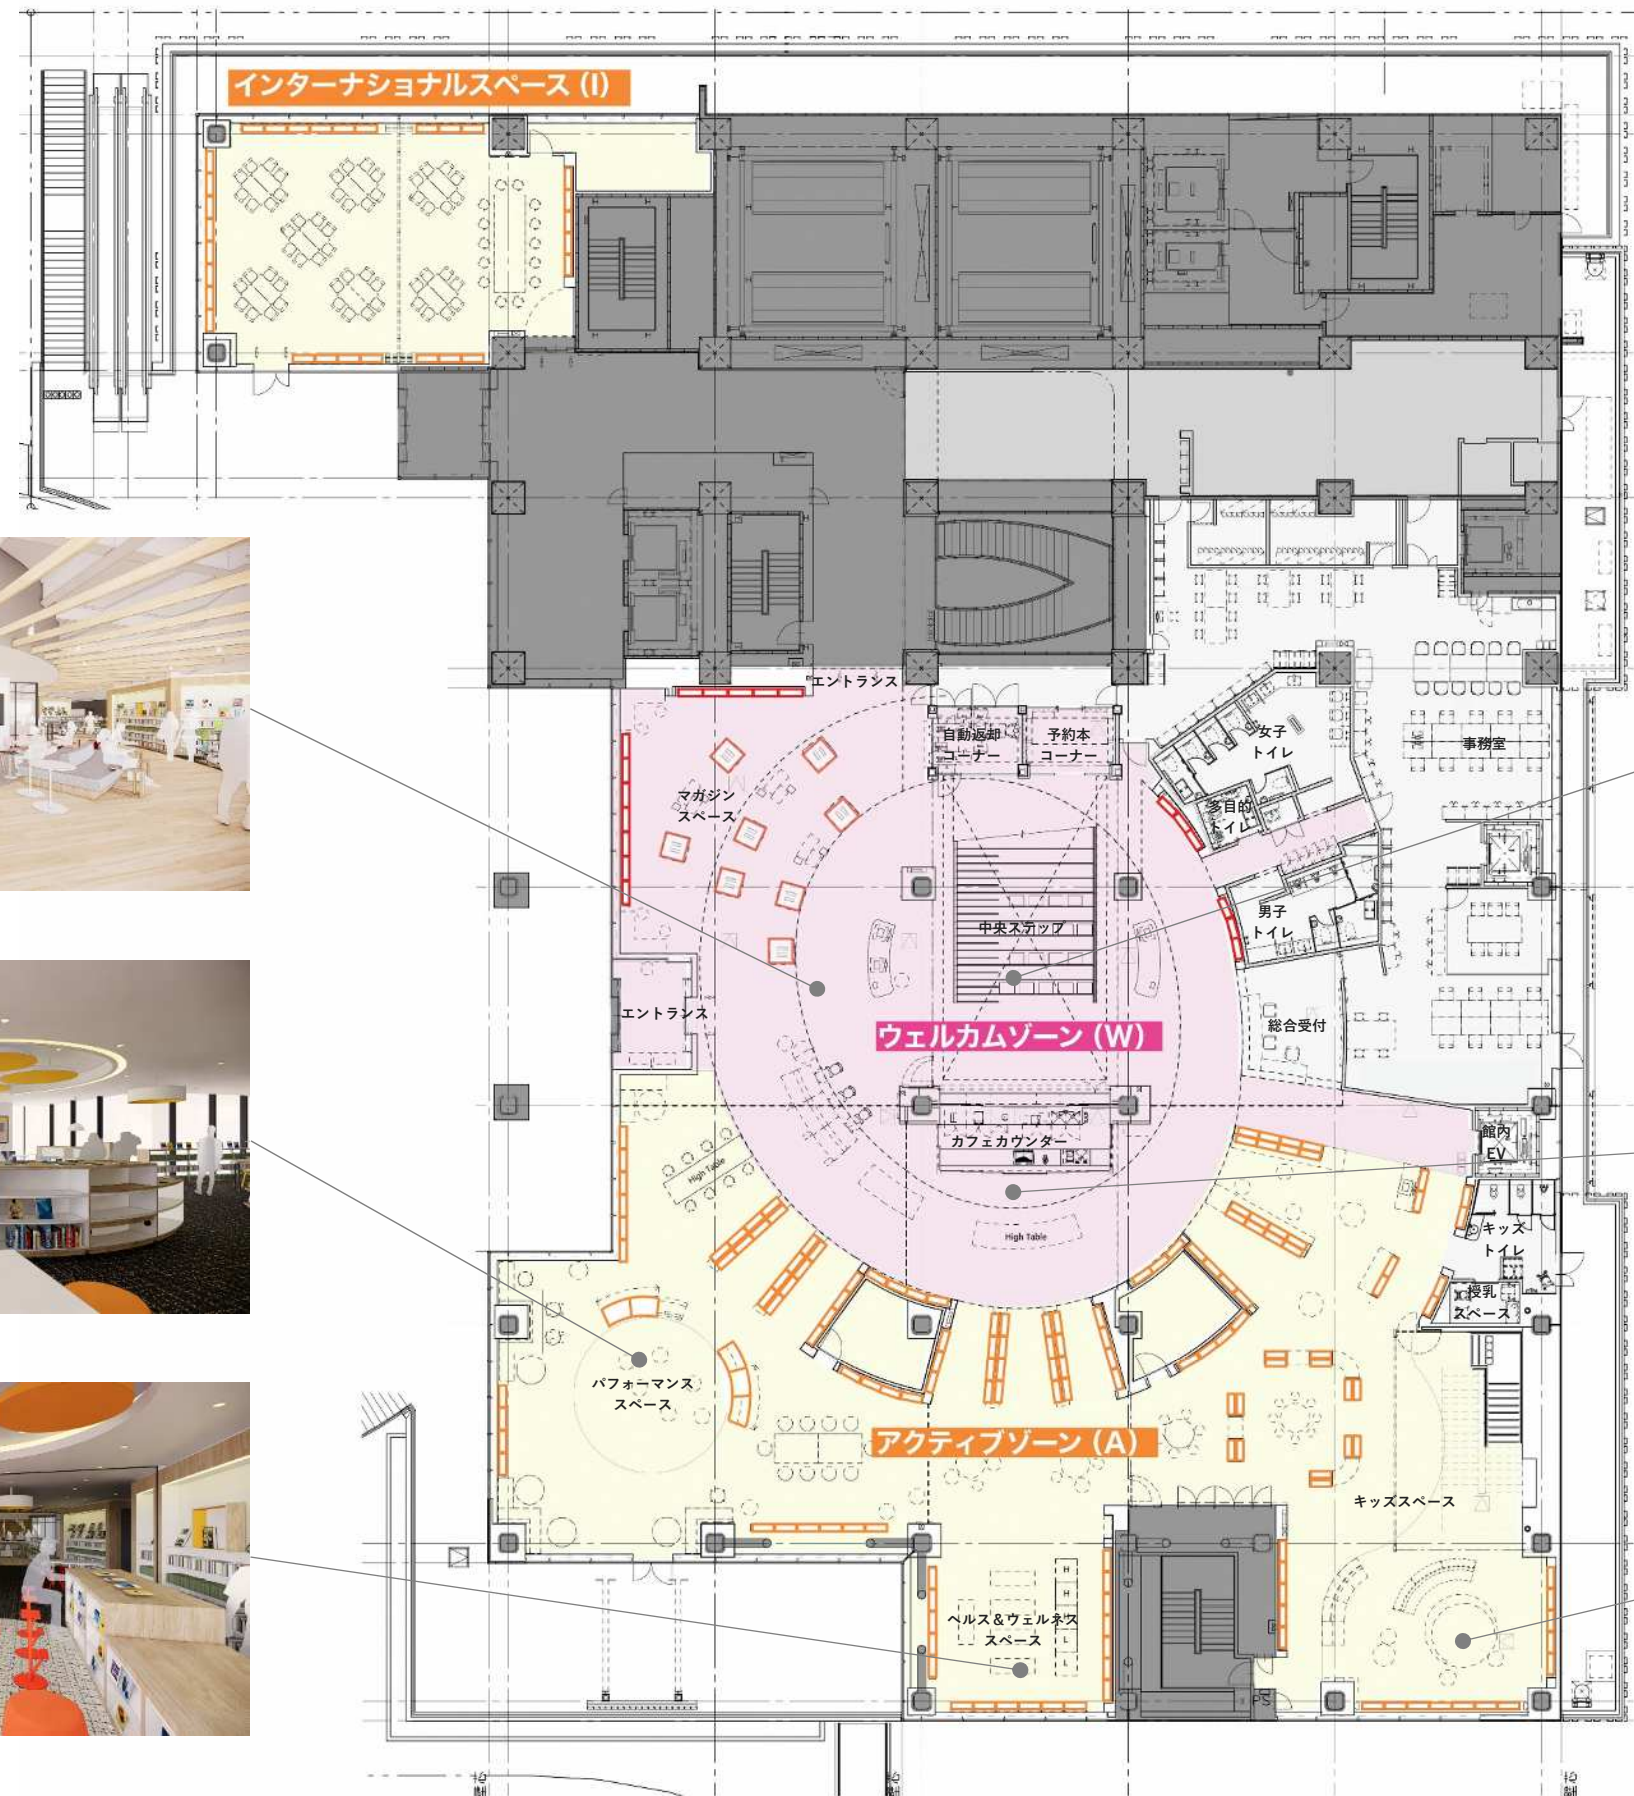 インターナショナルスペース (I)
エントランス
自動返却
コーナー
予約本
コーナー
女子
トイレ
事務室
マガジン
スペース
多目的
トイレ
男子
トイレ
中央ステップ
エントランス
総合受付
ウェルカムゾーン (W)
カフェカウンター
館内
EV
High Table
High Table
キッズ
トイレ
授乳
スペース
パフォーマンス
スペース
アクティブゾーン (A)
キッズスペース
ヘルス&ウェルネス
スペース
H
H
L
L
PS